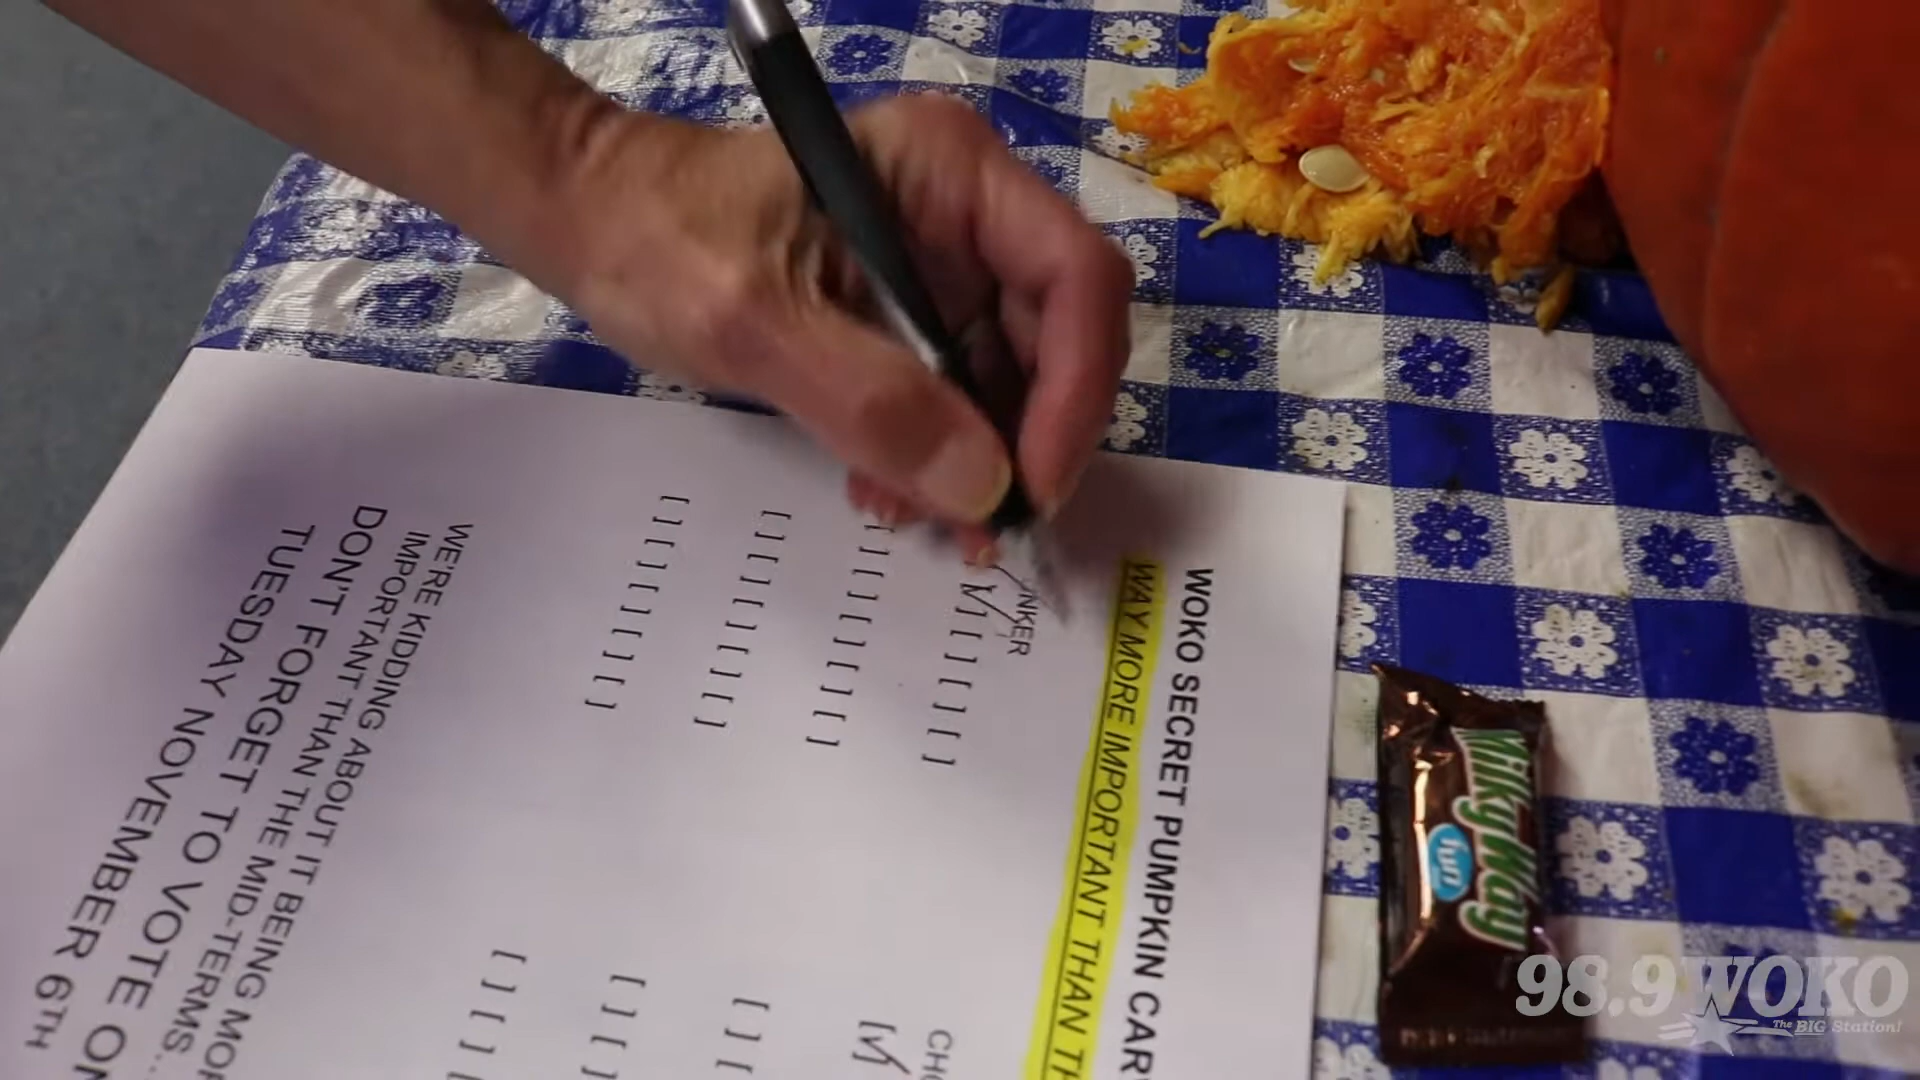 WOKO SECRET PUMPKIN CAR
WAY MORE IMPORTANT THAN TH
NKER
CHO
[✓] [ ] [ ] [ ] [ ]
[ ] [ ] [ ] [ ] [ ]
[ ] [ ] [ ] [ ] [ ]
[ ] [ ] [ ] [ ] [ ]
[✓]
[ ] [
[ ] [ ]
[ ] [ ] [
WE'RE KIDDING ABOUT IT BEING MOR
IMPORTANT THAN THE MID-TERMS...
DON'T FORGET TO VOTE ON
TUESDAY NOVEMBER 6TH
Milky Way
fun
98.9 WOKO
The BIG Station!